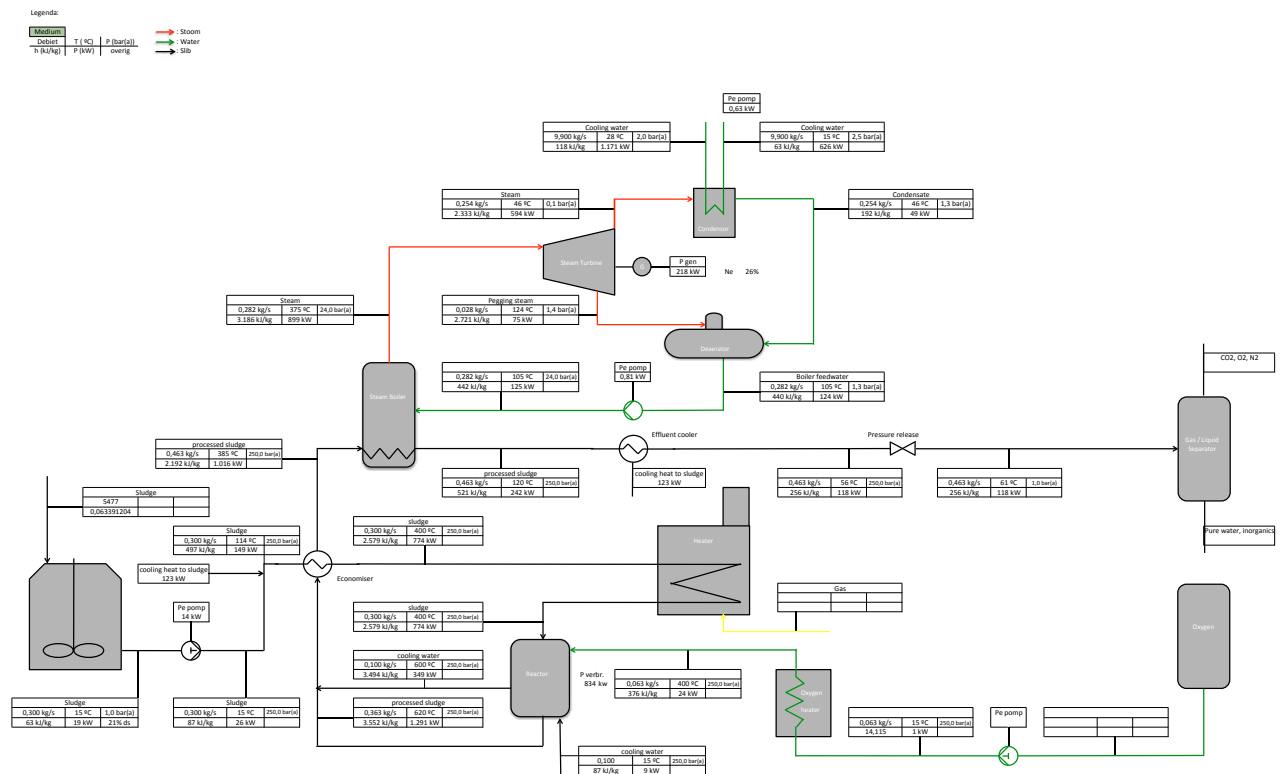 Legenda:
Medium
Debiet T ( ºC) P (bar(a))
h (kJ/kg) P (kW) overig
: Stoom
: Water
: Slib
Pe pomp
0,63 kW
Cooling water
9,900 kg/s 28 ºC 2,0 bar(a)
118 kJ/kg 1.171 kW
Cooling water
9,900 kg/s 15 ºC 2,5 bar(a)
63 kJ/kg 626 kW
Steam
0,254 kg/s 46 ºC 0,1 bar(a)
2.333 kJ/kg 594 kW
Condensor
Condensate
0,254 kg/s 46 ºC 1,3 bar(a)
192 kJ/kg 49 kW
Steam Turbine
G
P gen
218 kW
Ne 26%
Steam
0,282 kg/s 375 ºC 24,0 bar(a)
3.186 kJ/kg 899 kW
Pegging steam
0,028 kg/s 124 ºC 1,4 bar(a)
2.721 kJ/kg 75 kW
Deaerator
CO2, O2, N2
Steam Boiler
0,282 kg/s 105 ºC 24,0 bar(a)
442 kJ/kg 125 kW
Pe pomp
0,81 kW
Boiler feedwater
0,282 kg/s 105 ºC 1,3 bar(a)
440 kJ/kg 124 kW
processed sludge
0,463 kg/s 385 ºC 250,0 bar(a)
2.192 kJ/kg 1.016 kW
Effluent cooler
Pressure release
Gas / Liquid
Separator
processed sludge
0,463 kg/s 120 ºC 250,0 bar(a)
521 kJ/kg 242 kW
cooling heat to sludge
123 kW
0,463 kg/s 56 ºC 250,0 bar(a)
256 kJ/kg 118 kW
0,463 kg/s 61 ºC 1,0 bar(a)
256 kJ/kg 118 kW
Sludge
5477
0,063391204
Sludge
0,300 kg/s 114 ºC 250,0 bar(a)
497 kJ/kg 149 kW
sludge
0,300 kg/s 400 ºC 250,0 bar(a)
2.579 kJ/kg 774 kW
Heater
Pure water, inorganics
cooling heat to sludge
123 kW
Economiser
Gas
Pe pomp
14 kW
sludge
0,300 kg/s 400 ºC 250,0 bar(a)
2.579 kJ/kg 774 kW
Oxygen
cooling water
0,100 kg/s 600 ºC 250,0 bar(a)
3.494 kJ/kg 349 kW
Reactor
P verbr.
834 kw
0,063 kg/s 400 ºC 250,0 bar(a)
376 kJ/kg 24 kW
Oxygen
heater
Sludge
0,300 kg/s 15 ºC 1,0 bar(a)
63 kJ/kg 19 kW 21% ds
Sludge
0,300 kg/s 15 ºC 250,0 bar(a)
87 kJ/kg 26 kW
processed sludge
0,363 kg/s 620 ºC 250,0 bar(a)
3.552 kJ/kg 1.291 kW
0,063 kg/s 15 ºC 250,0 bar(a)
14,115 1 kW
Pe pomp
cooling water
0,100 15 ºC 250,0 bar(a)
87 kJ/kg 9 kW